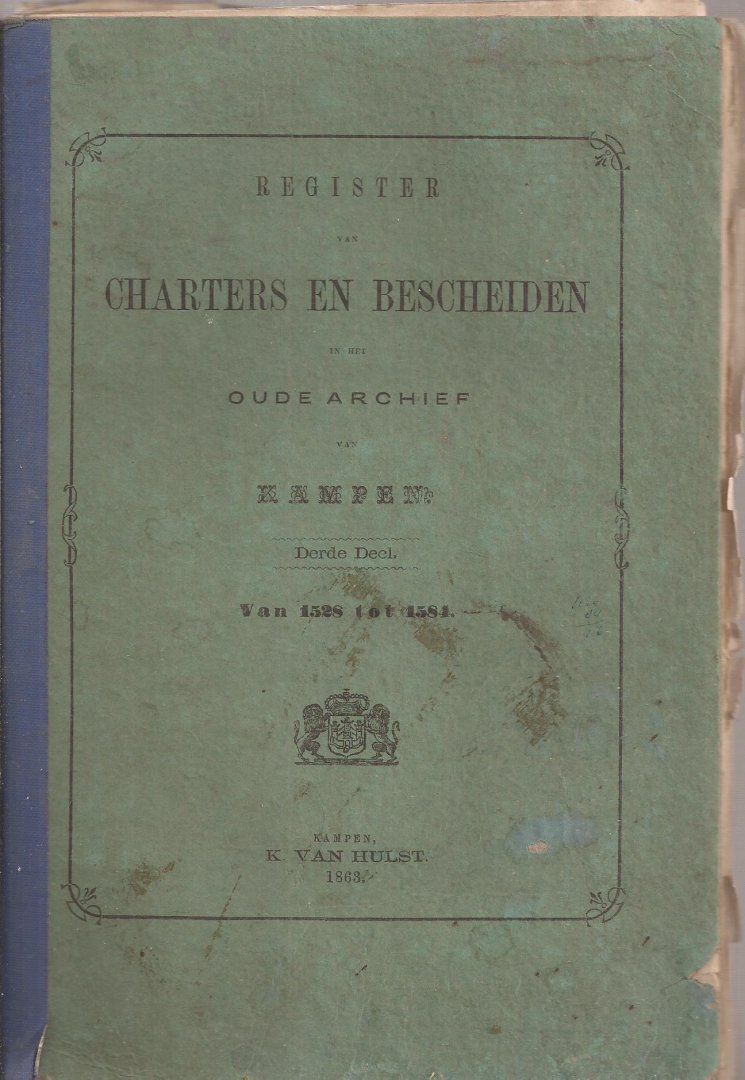 REGISTER
VAN
CHARTERS EN BESCHEIDEN
IN HET
OUDE ARCHIEF
VAN
KAMPEN.
Derde Deel.
Van 1528 tot 1584.
KAMPEN,
K. VAN HULST.
1863.